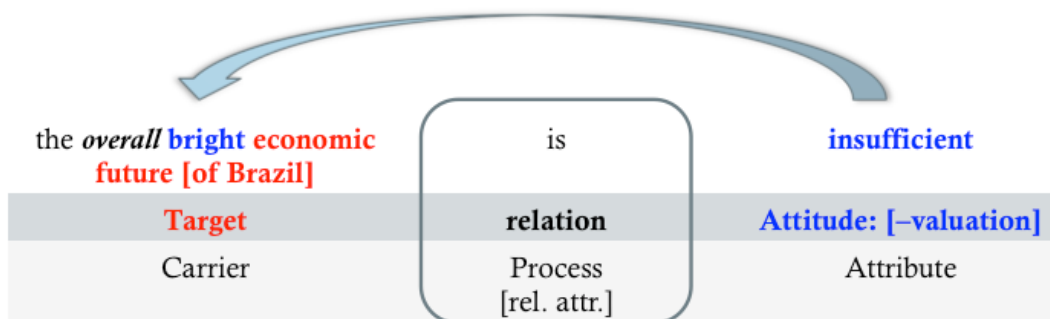 the overall bright economic is insufficient
future [of Brazil]
Target relation Attitude: [–valuation]
Carrier Process Attribute
[rel. attr.]